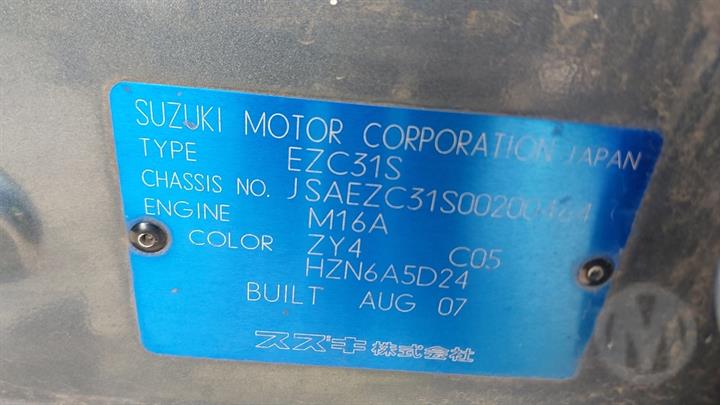 SUZUKI MOTOR CORPORATION JAPAN
TYPE EZC31S
CHASSIS NO. JSAEZC31S00200464
ENGINE M16A
COLOR ZY4 C05
HZN6A5D24
BUILT AUG 07
スズキ株式会社
M